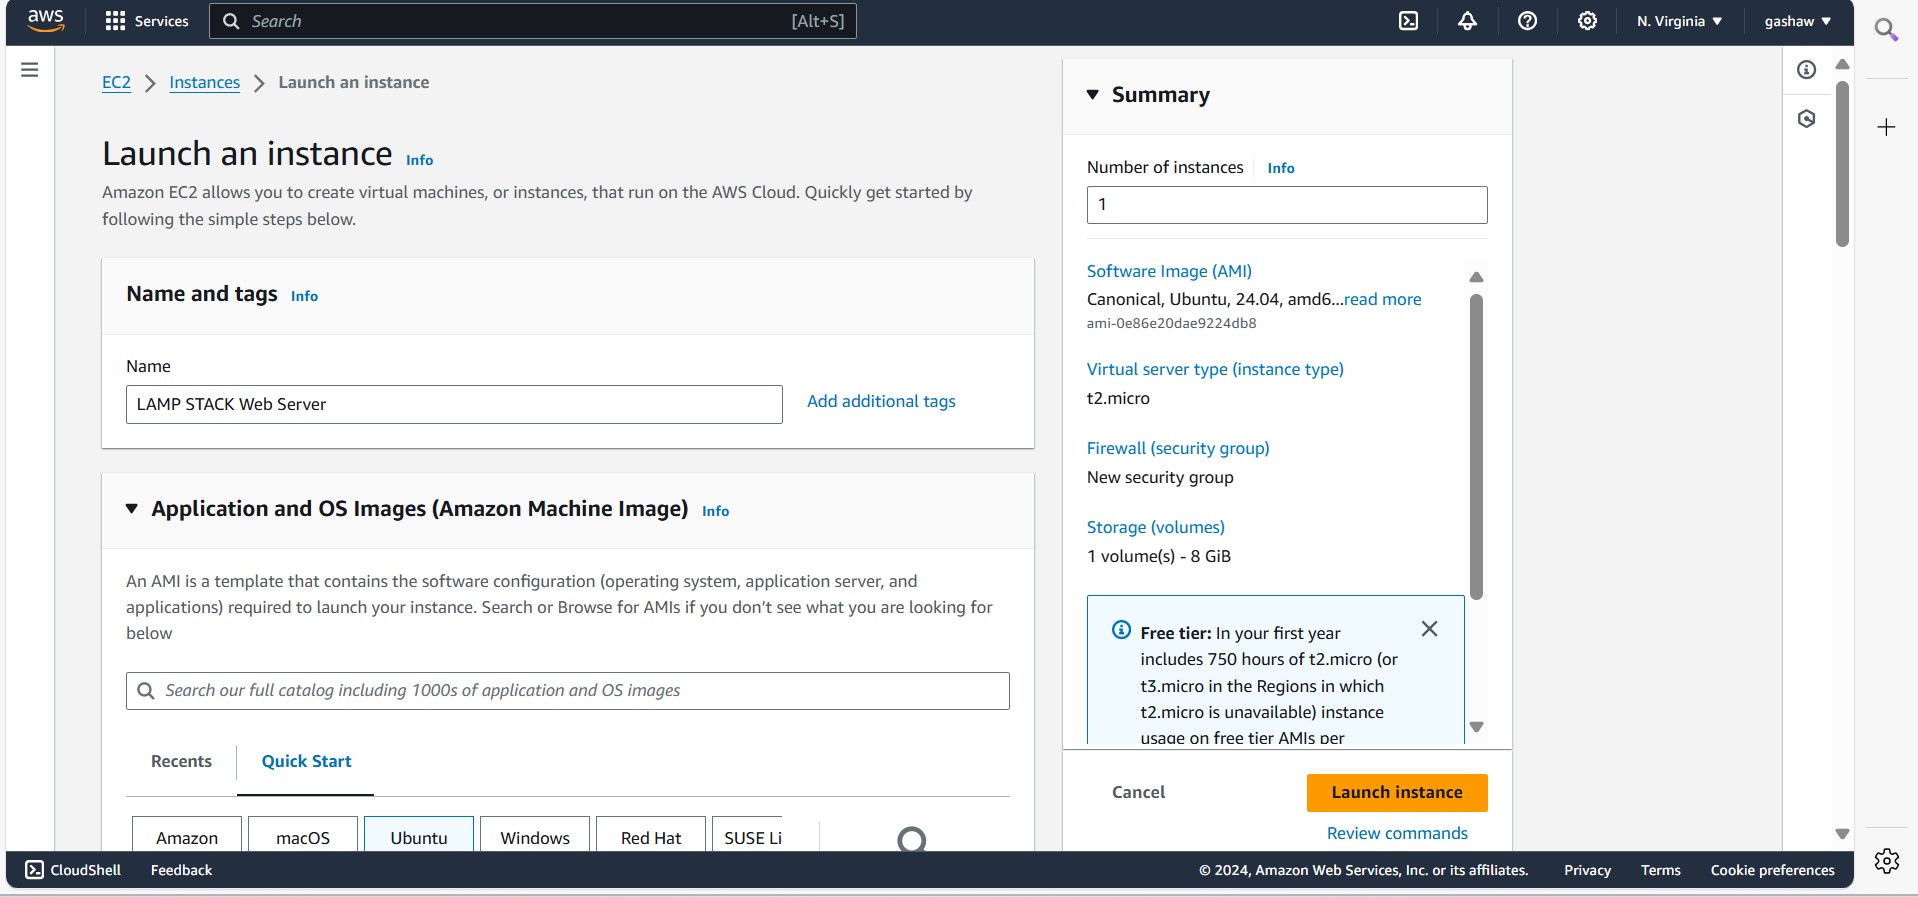 aws
Services
Search
[Alt+S]
N. Virginia
gashaw
EC2
Instances
Launch an instance
Launch an instance Info
Amazon EC2 allows you to create virtual machines, or instances, that run on the AWS Cloud. Quickly get started by
following the simple steps below.
Name and tags Info
Name
LAMP STACK Web Server
Add additional tags
Application and OS Images (Amazon Machine Image) Info
An AMI is a template that contains the software configuration (operating system, application server, and
applications) required to launch your instance. Search or Browse for AMIs if you don’t see what you are looking for
below
Search our full catalog including 1000s of application and OS images
Recents
Quick Start
Amazon
macOS
Ubuntu
Windows
Red Hat
SUSE Li
Summary
Number of instances Info
1
Software Image (AMI)
Canonical, Ubuntu, 24.04, amd6...read more
ami-0e86e20dae9224db8
Virtual server type (instance type)
t2.micro
Firewall (security group)
New security group
Storage (volumes)
1 volume(s) - 8 GiB
Free tier: In your first year
includes 750 hours of t2.micro (or
t3.micro in the Regions in which
t2.micro is unavailable) instance
usage on free tier AMIs per
Cancel
Launch instance
Review commands
CloudShell
Feedback
© 2024, Amazon Web Services, Inc. or its affiliates.
Privacy
Terms
Cookie preferences